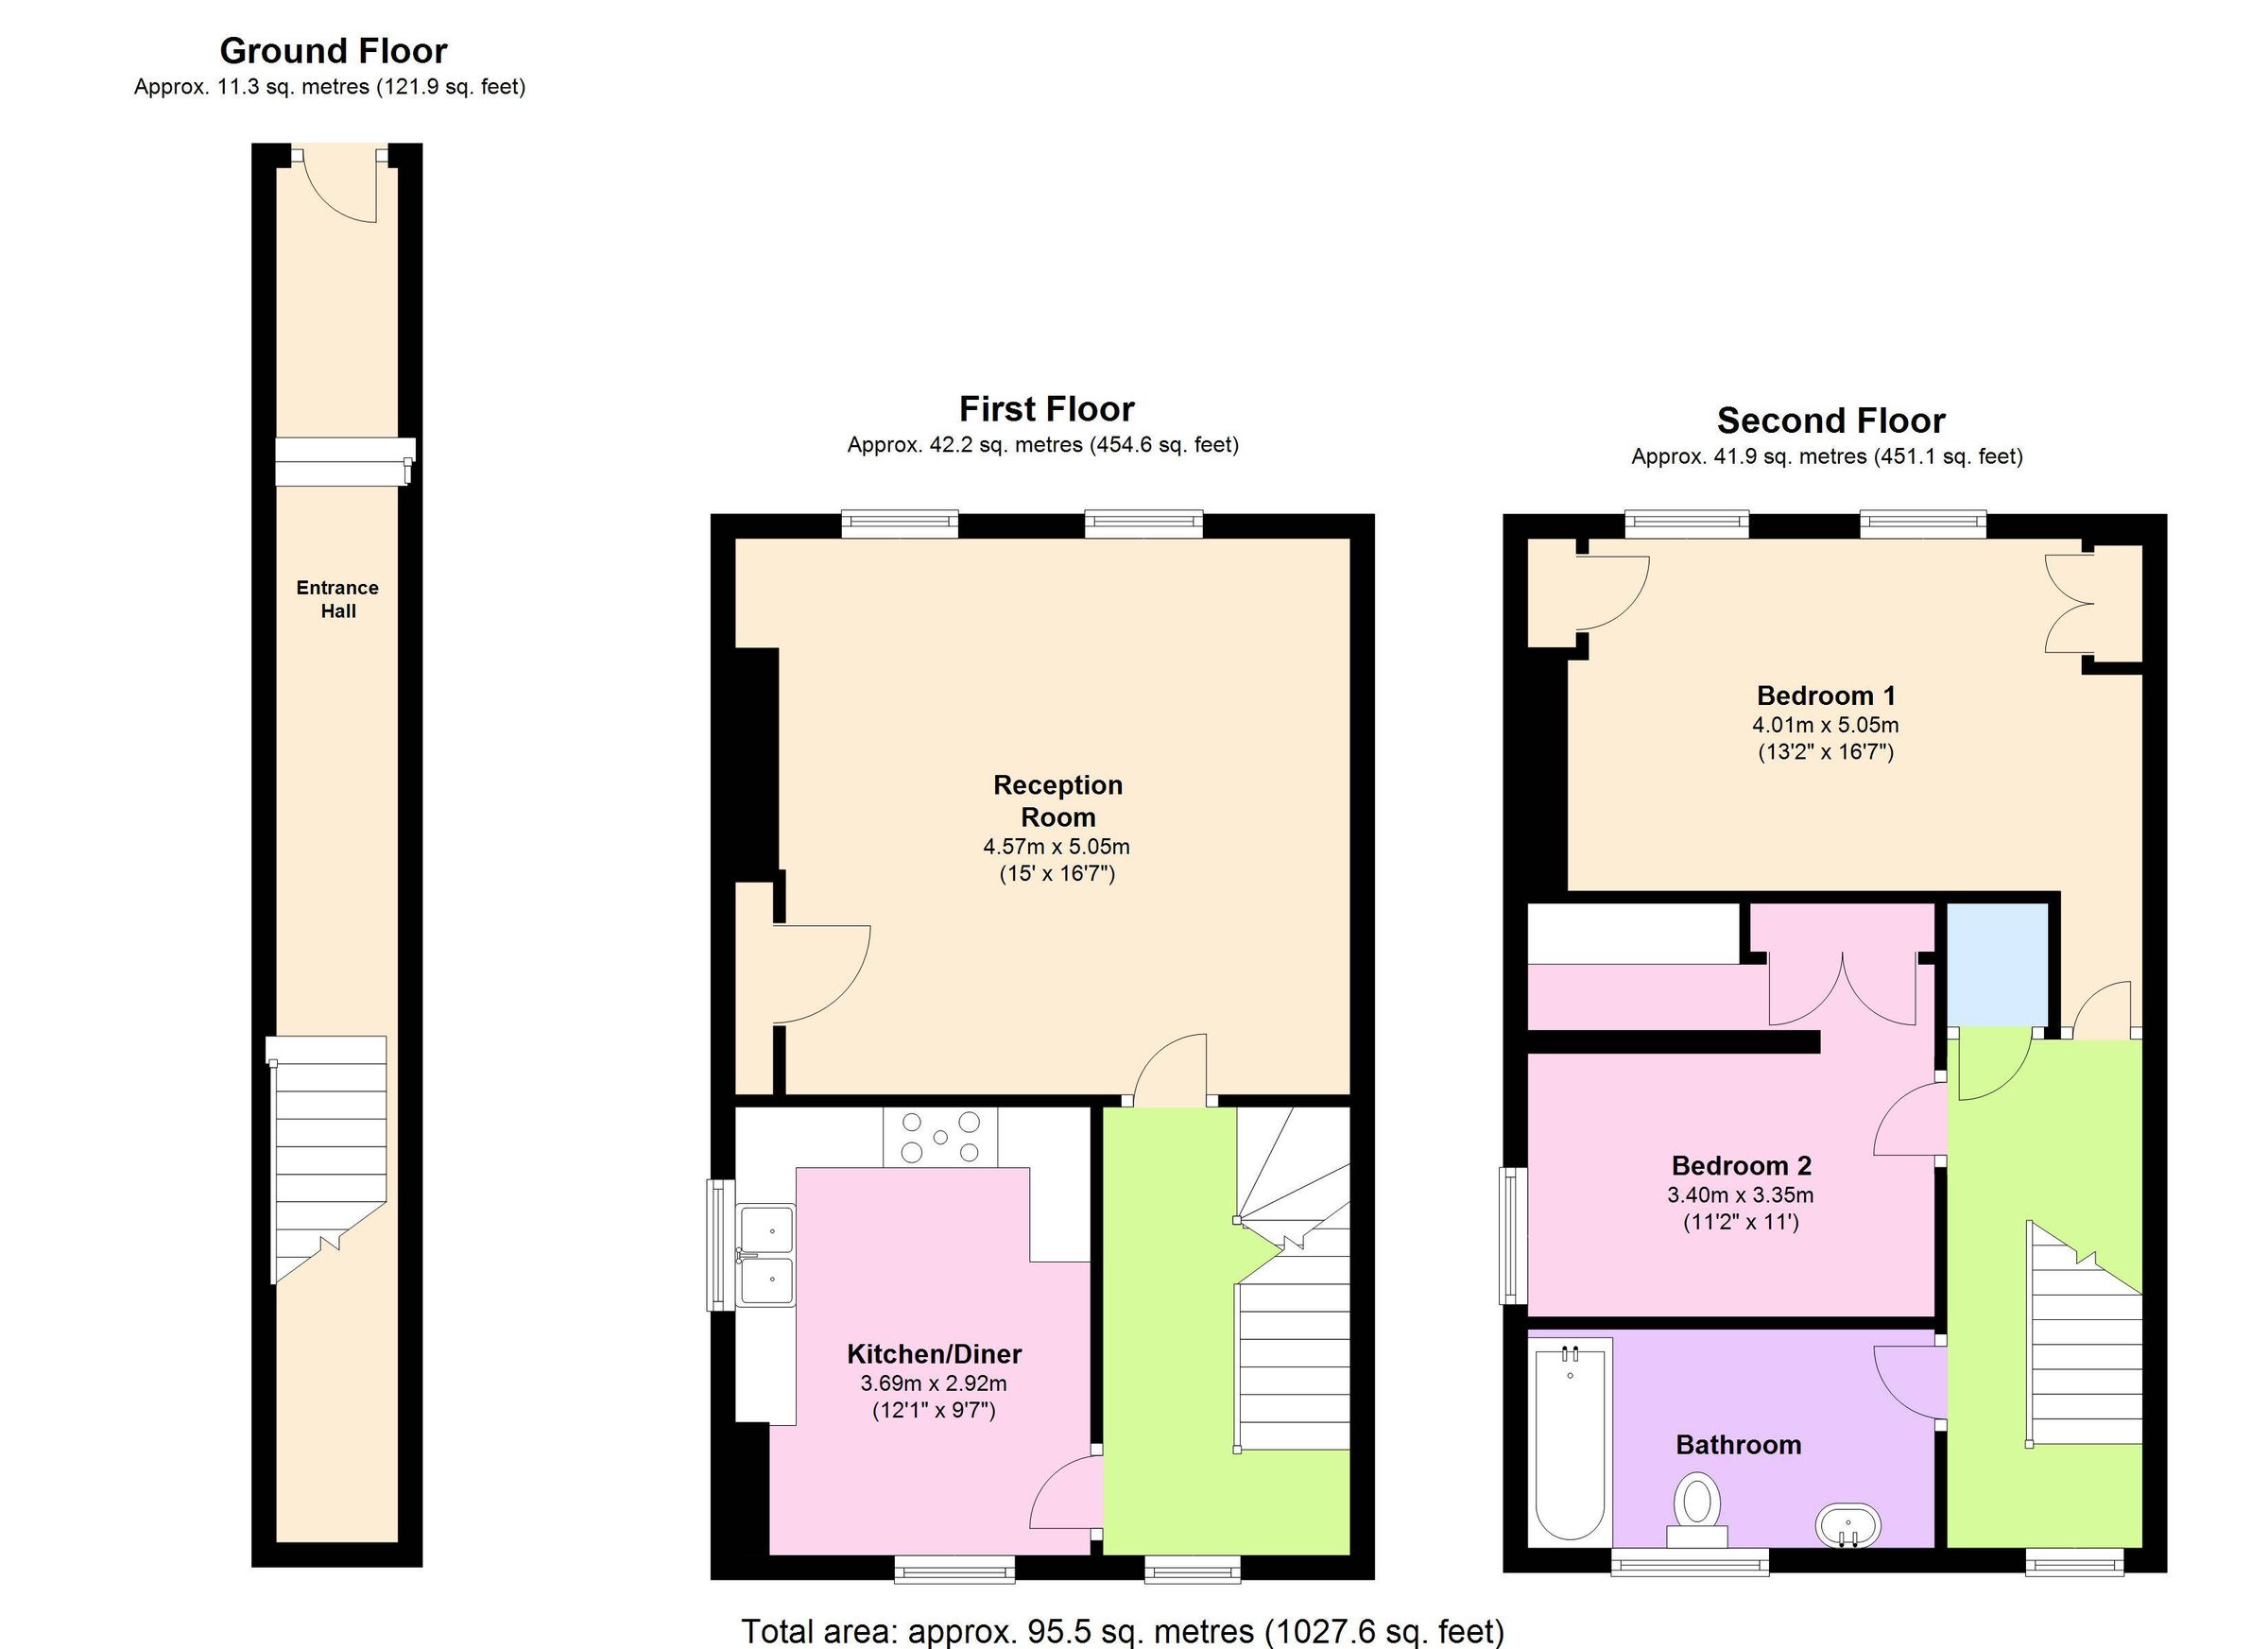 Ground Floor
Approx. 11.3 sq. metres (121.9 sq. feet)
Entrance
Hall
First Floor
Approx. 42.2 sq. metres (454.6 sq. feet)
Reception
Room
4.57m x 5.05m
(15' x 16'7")
Kitchen/Diner
3.69m x 2.92m
(12'1" x 9'7")
Second Floor
Approx. 41.9 sq. metres (451.1 sq. feet)
Bedroom 1
4.01m x 5.05m
(13'2" x 16'7")
Bedroom 2
3.40m x 3.35m
(11'2" x 11')
Bathroom
Total area: approx. 95.5 sq. metres (1027.6 sq. feet)